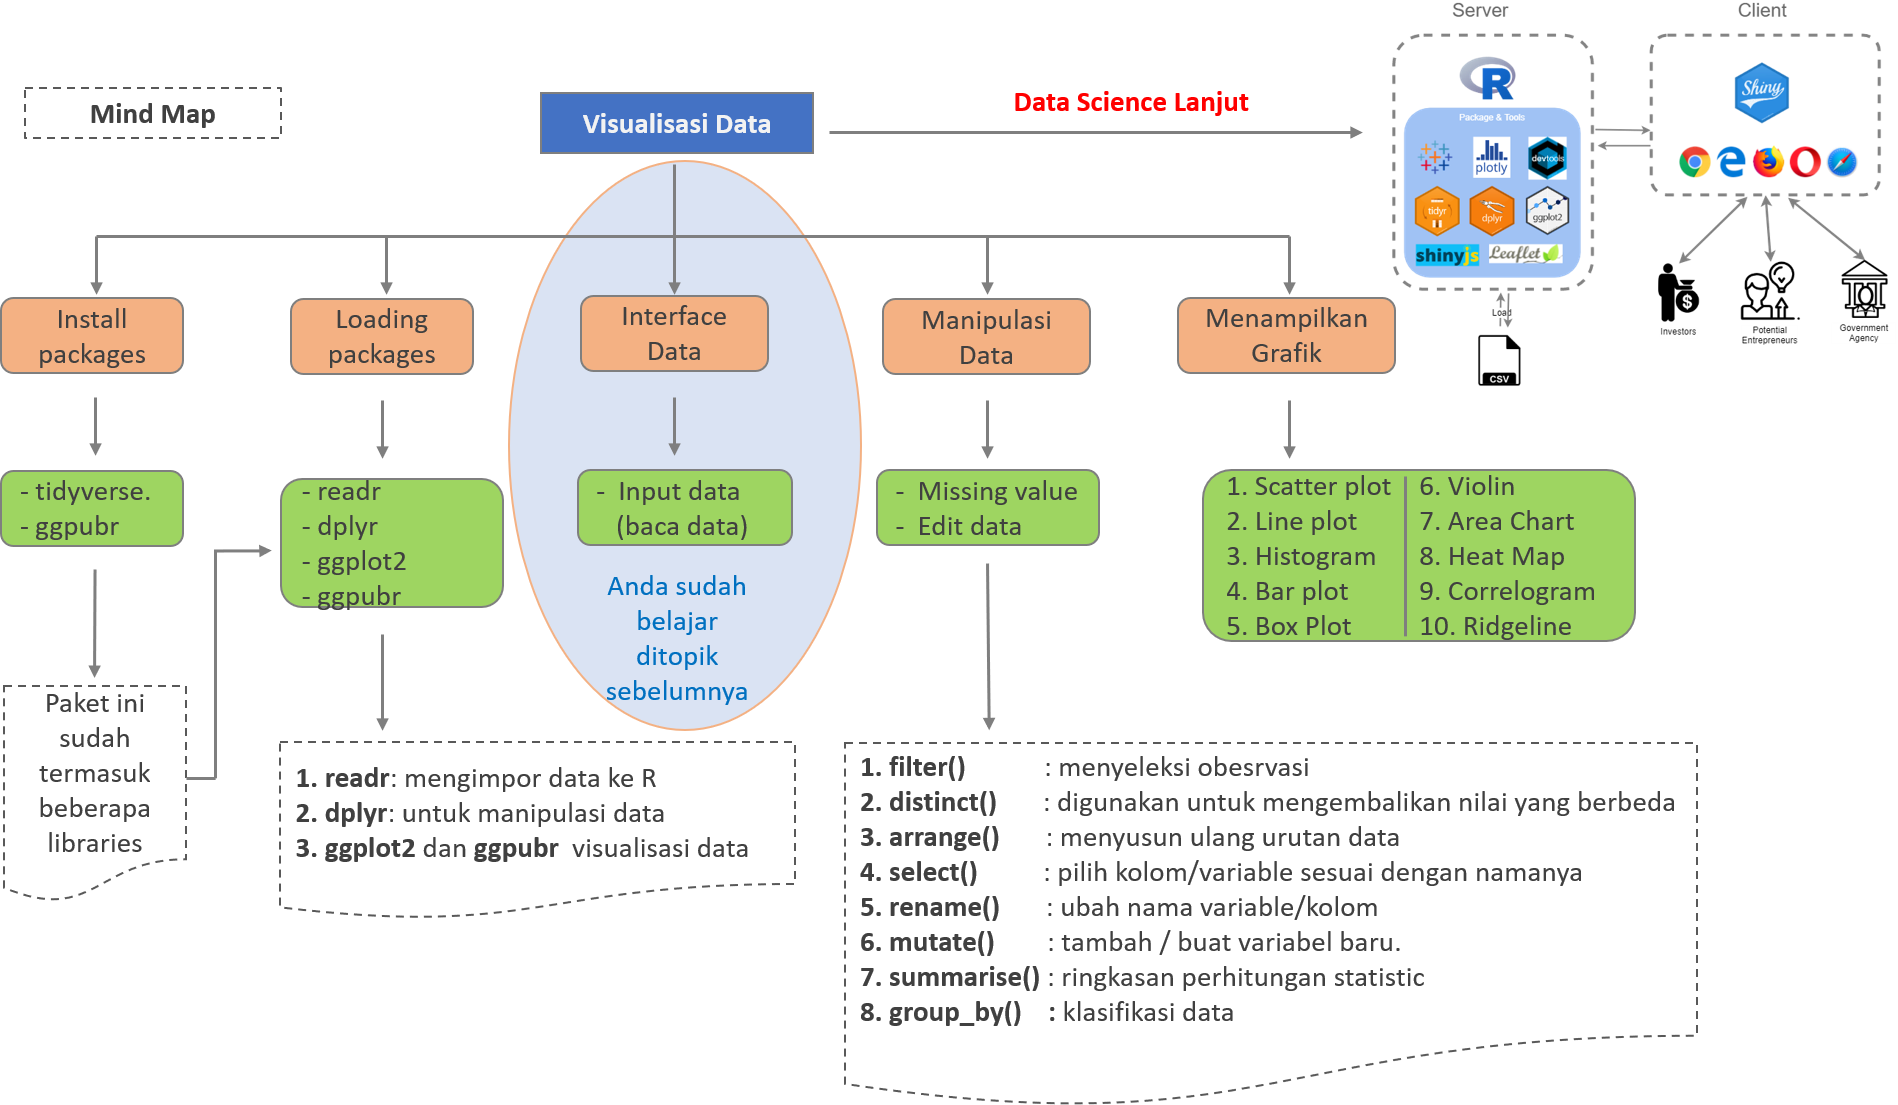 Server
Client
Mind Map
Visualisasi Data
Data Science Lanjut
R
Package & Tools
plotly
devtools
tidyr
dplyr
ggplot2
shinyjs
Leaflet
Shiny
Load
CSV
Investors
Potential
Entrepreneurs
Government
Agency
Install
packages
Loading
packages
Interface
Data
Manipulasi
Data
Menampilkan
Grafik
- tidyverse.
- ggpubr
- readr
- dplyr
- ggplot2
- ggpubr
- Input data
(baca data)
Anda sudah
belajar
ditopik
sebelumnya
- Missing value
- Edit data
1. Scatter plot
2. Line plot
3. Histogram
4. Bar plot
5. Box Plot
6. Violin
7. Area Chart
8. Heat Map
9. Correlogram
10. Ridgeline
Paket ini
sudah
termasuk
beberapa
libraries
1. readr: mengimpor data ke R
2. dplyr: untuk manipulasi data
3. ggplot2 dan ggpubr visualisasi data
1. filter() : menyeleksi obesrvasi
2. distinct() : digunakan untuk mengembalikan nilai yang berbeda
3. arrange() : menyusun ulang urutan data
4. select() : pilih kolom/variable sesuai dengan namanya
5. rename() : ubah nama variable/kolom
6. mutate() : tambah / buat variabel baru.
7. summarise() : ringkasan perhitungan statistic
8. group_by() : klasifikasi data